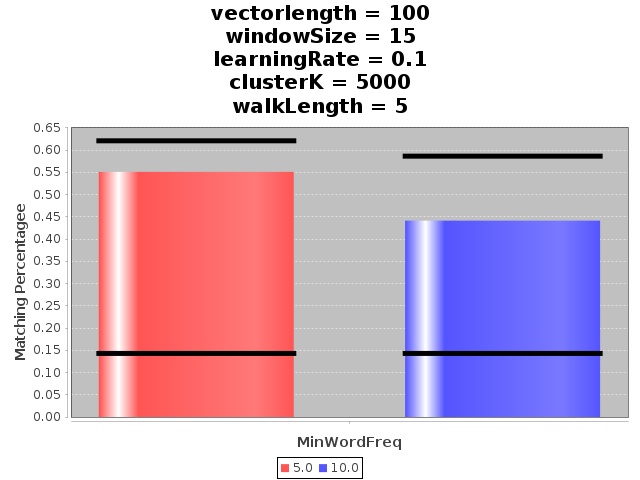 vectorlength = 100
windowSize = 15
learningRate = 0.1
clusterK = 5000
walkLength = 5
0.65
0.60
0.55
0.50
0.45
0.40
0.35
0.30
0.25
0.20
0.15
0.10
0.05
0.00
Matching Percentagee
MinWordFreq
5.0 10.0